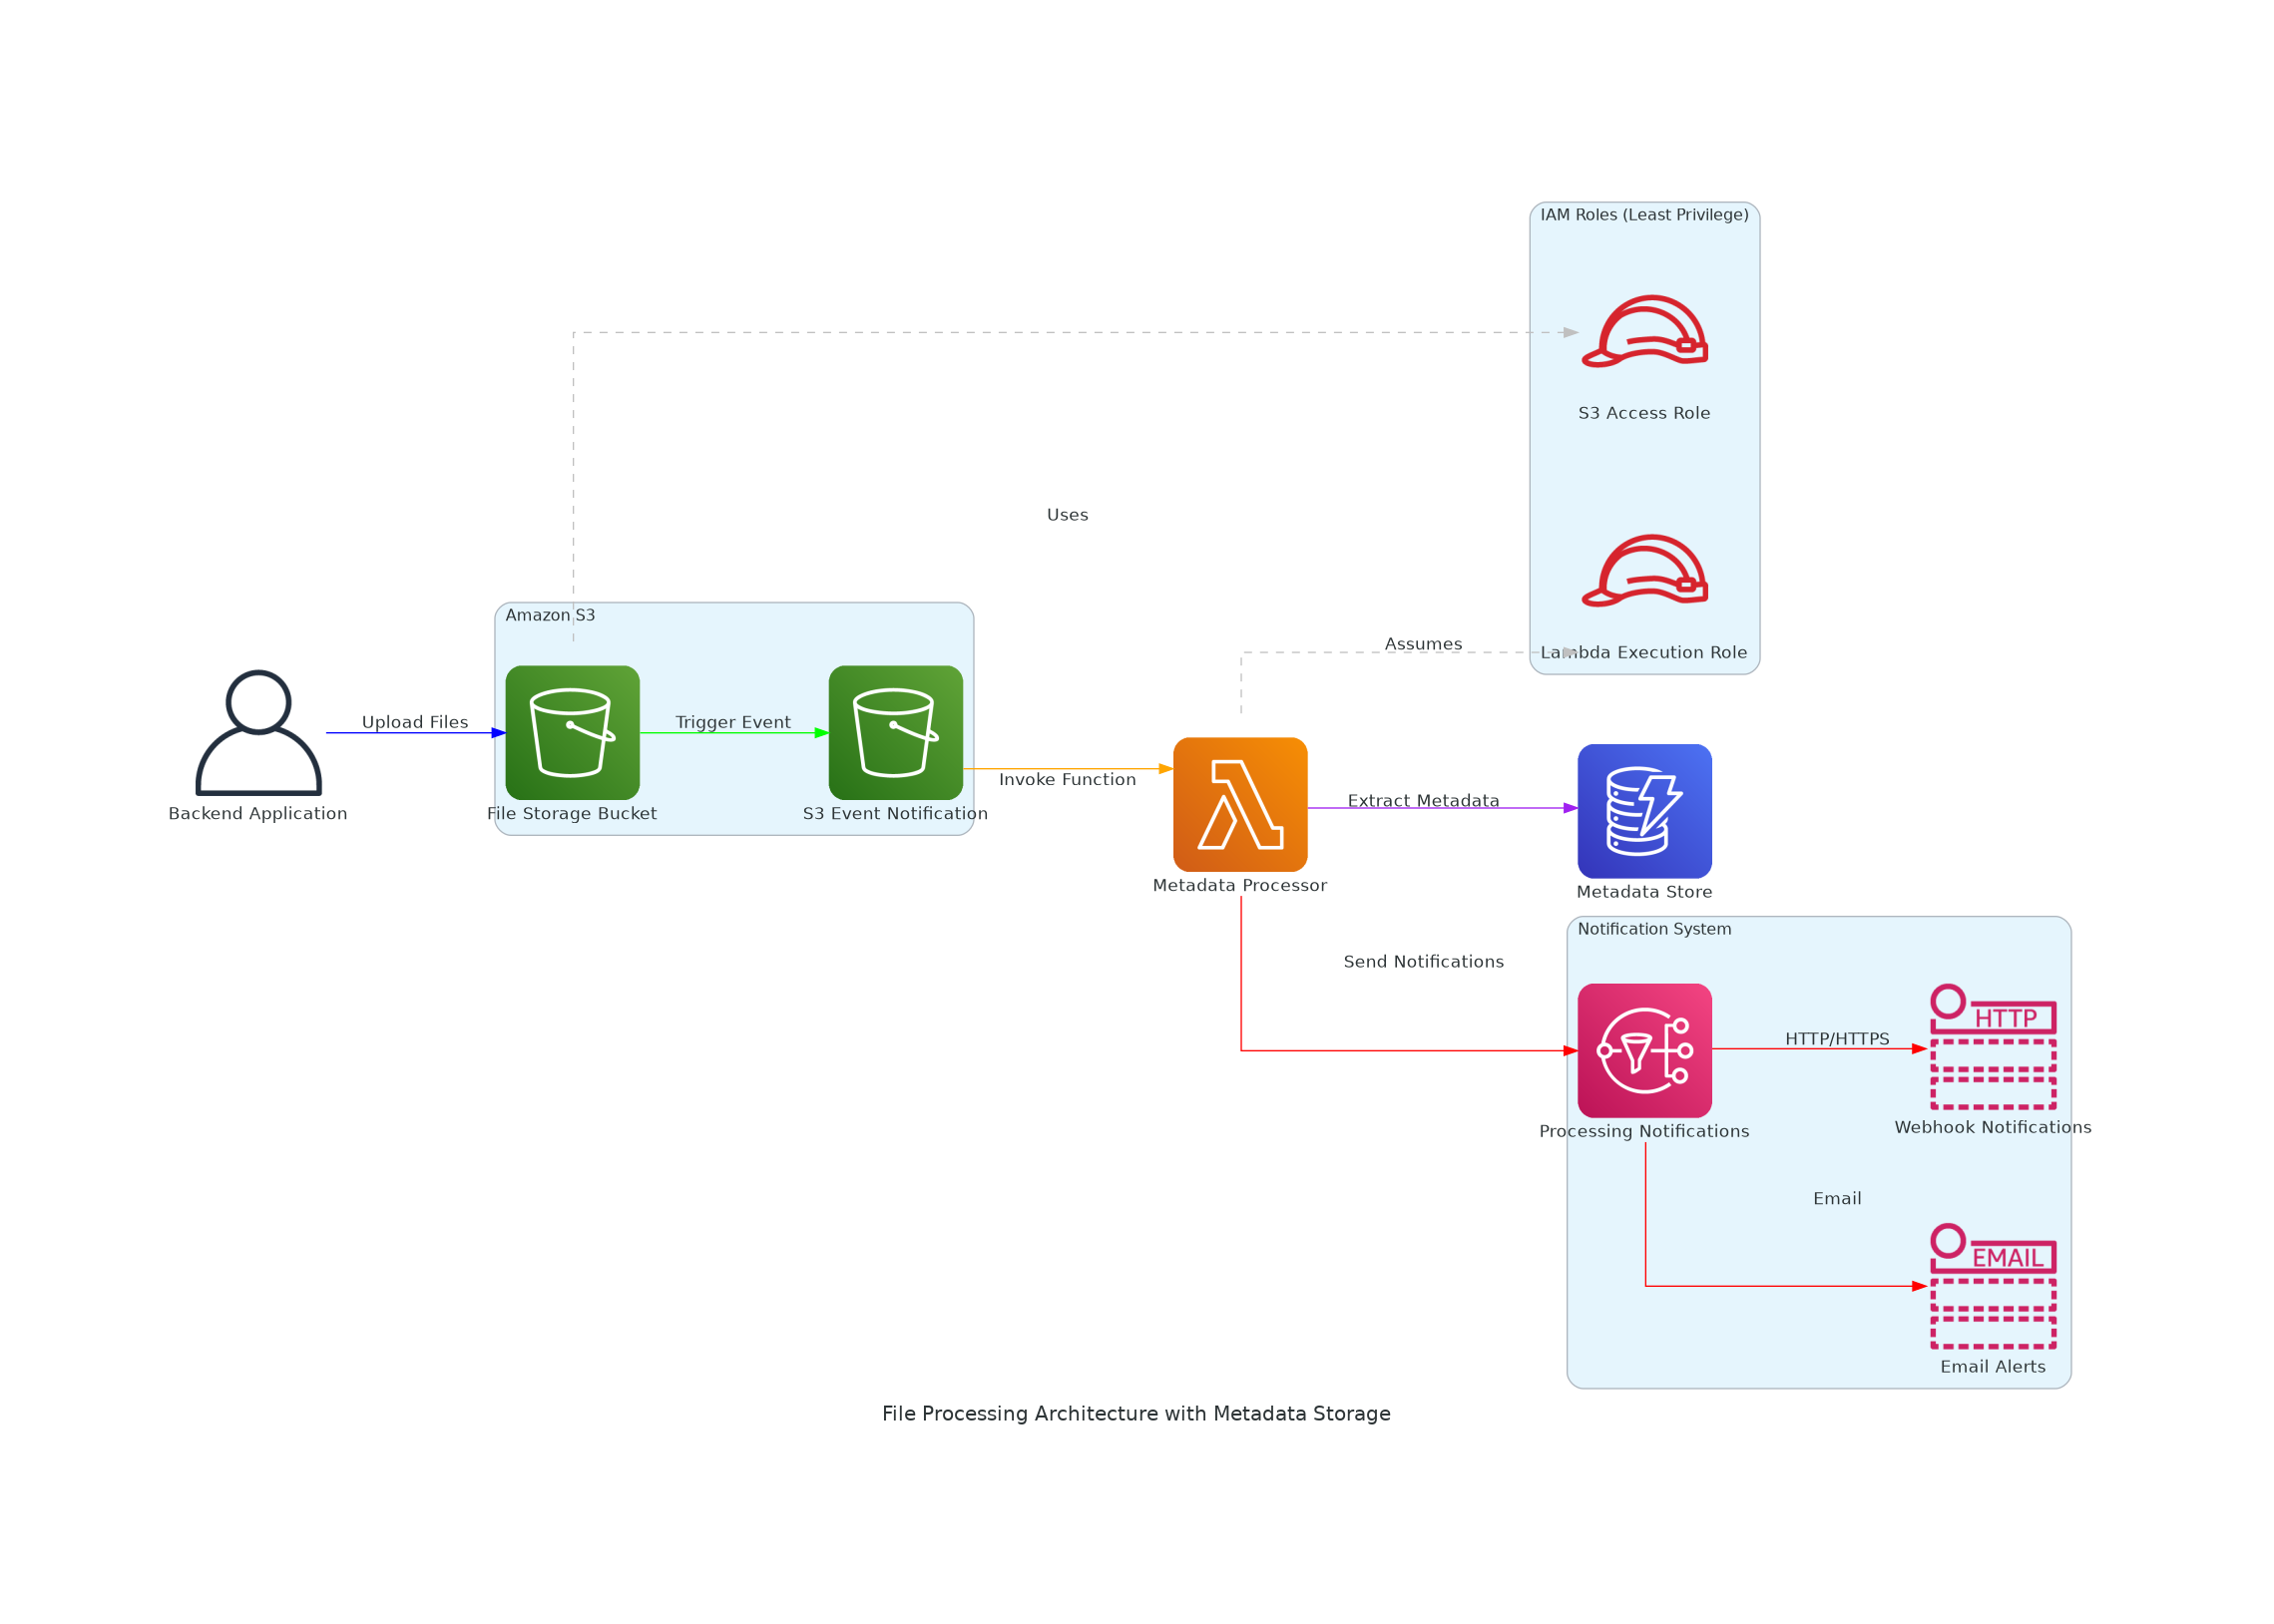 IAM Roles (Least Privilege)
S3 Access Role
Uses
Lambda Execution Role
Assumes
Amazon S3
Backend Application
Upload Files
File Storage Bucket
Trigger Event
S3 Event Notification
Invoke Function
Metadata Processor
Extract Metadata
Metadata Store
Send Notifications
Notification System
Processing Notifications
HTTP/HTTPS
HTTP
Webhook Notifications
Email
EMAIL
Email Alerts
File Processing Architecture with Metadata Storage